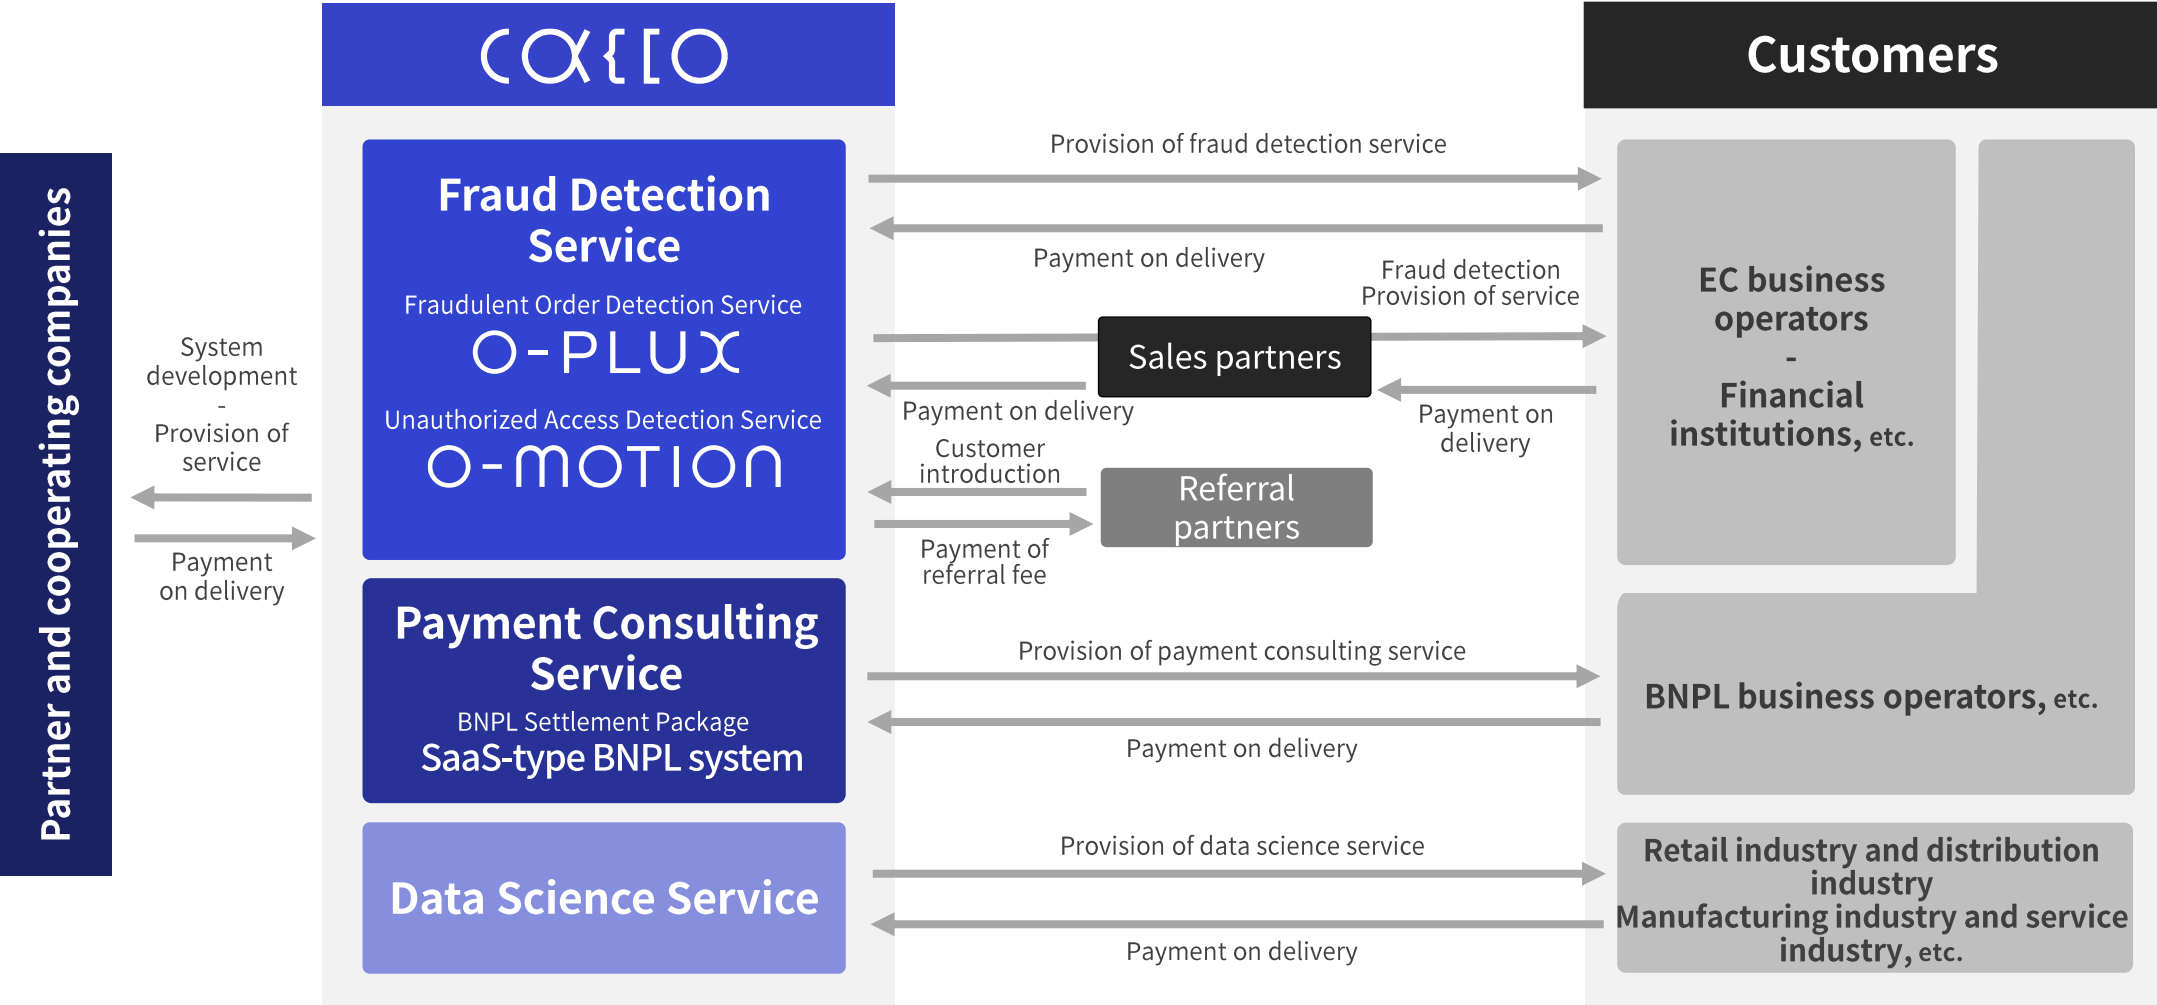 cacco
Customers
Partner and cooperating companies
System
development
-
Provision of
service
Payment
on delivery
Fraud Detection
Service
Fraudulent Order Detection Service
O-PLUX
Unauthorized Access Detection Service
O-MOTION
Payment Consulting
Service
BNPL Settlement Package
SaaS-type BNPL system
Data Science Service
Provision of fraud detection service
Payment on delivery
Fraud detection
Provision of service
Sales partners
Payment on delivery
Payment on
delivery
Customer
introduction
Referral
partners
Payment of
referral fee
Provision of payment consulting service
Payment on delivery
Provision of data science service
Payment on delivery
EC business
operators
-
Financial
institutions, etc.
BNPL business operators, etc.
Retail industry and distribution
industry
Manufacturing industry and service
industry, etc.